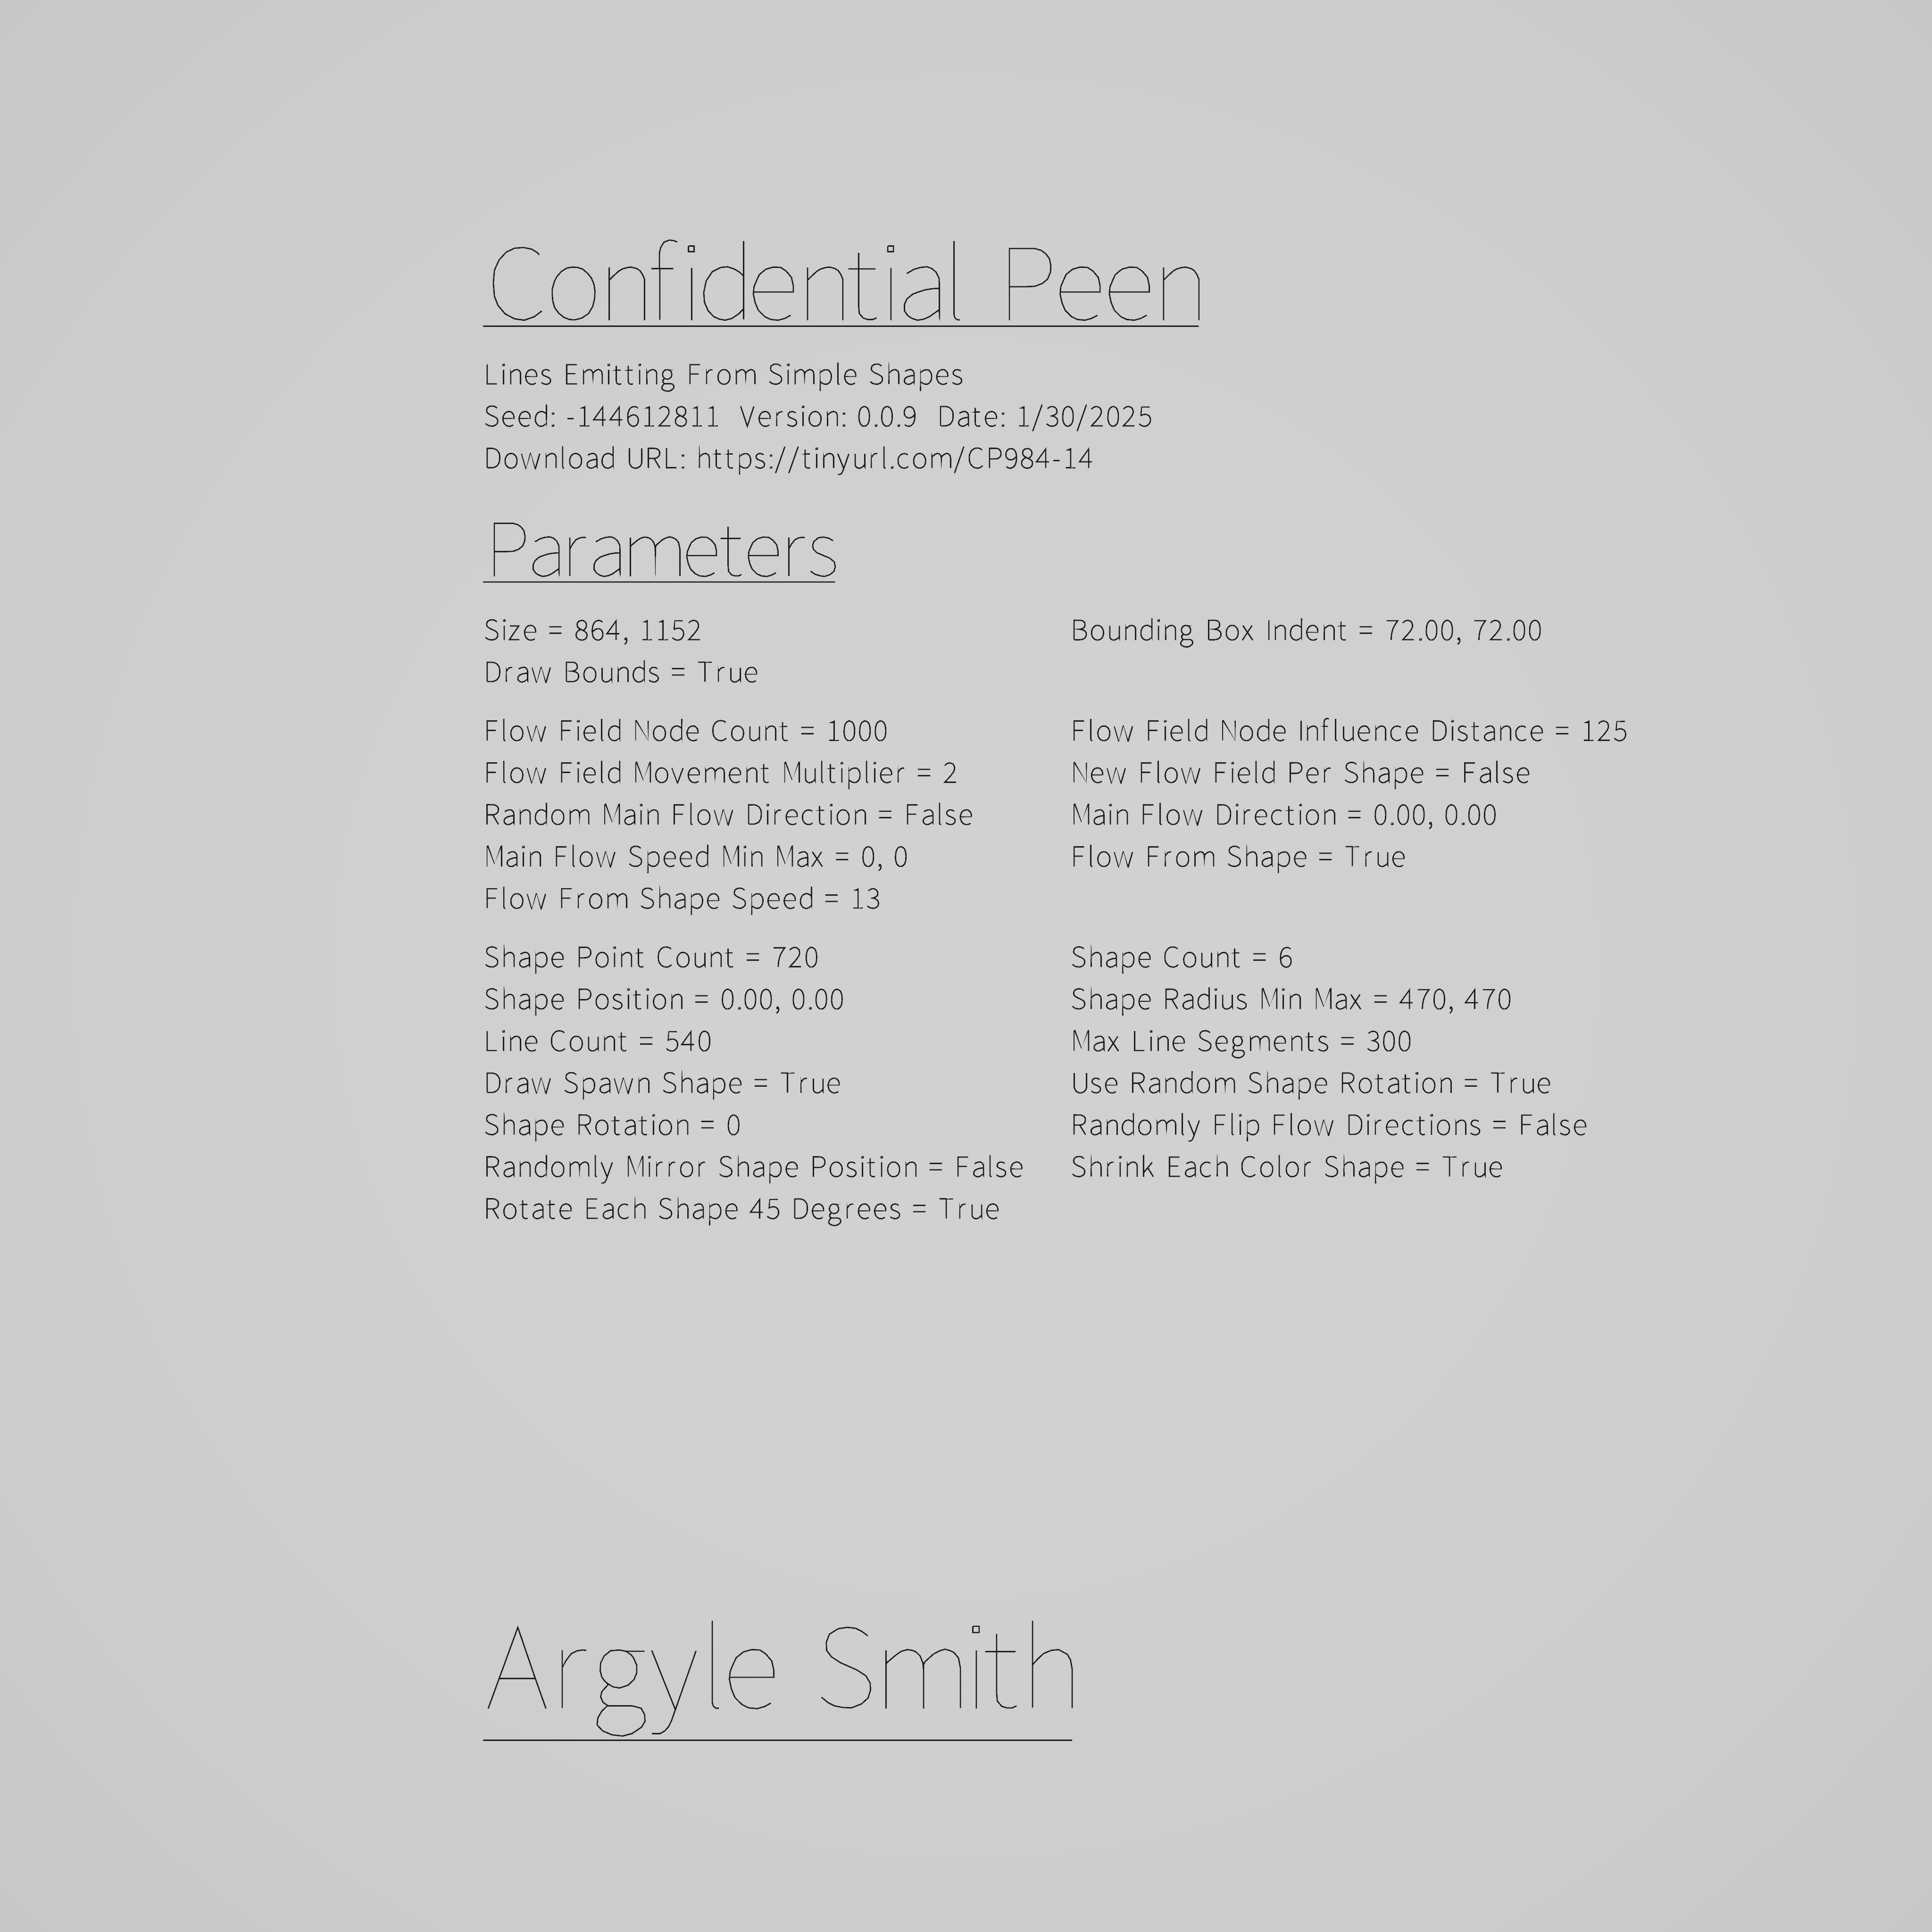 Confidential Peen
Lines Emitting From Simple Shapes
Seed: -144612811  Version: 0.0.9  Date: 1/30/2025
Download URL: https://tinyurl.com/CP984-14
Parameters
Size = 864, 1152
Bounding Box Indent = 72.00, 72.00
Draw Bounds = True
Flow Field Node Count = 1000
Flow Field Node Influence Distance = 125
Flow Field Movement Multiplier = 2
New Flow Field Per Shape = False
Random Main Flow Direction = False
Main Flow Direction = 0.00, 0.00
Main Flow Speed Min Max = 0, 0
Flow From Shape = True
Flow From Shape Speed = 13
Shape Point Count = 720
Shape Count = 6
Shape Position = 0.00, 0.00
Shape Radius Min Max = 470, 470
Line Count = 540
Max Line Segments = 300
Draw Spawn Shape = True
Use Random Shape Rotation = True
Shape Rotation = 0
Randomly Flip Flow Directions = False
Randomly Mirror Shape Position = False
Shrink Each Color Shape = True
Rotate Each Shape 45 Degrees = True
Argyle Smith